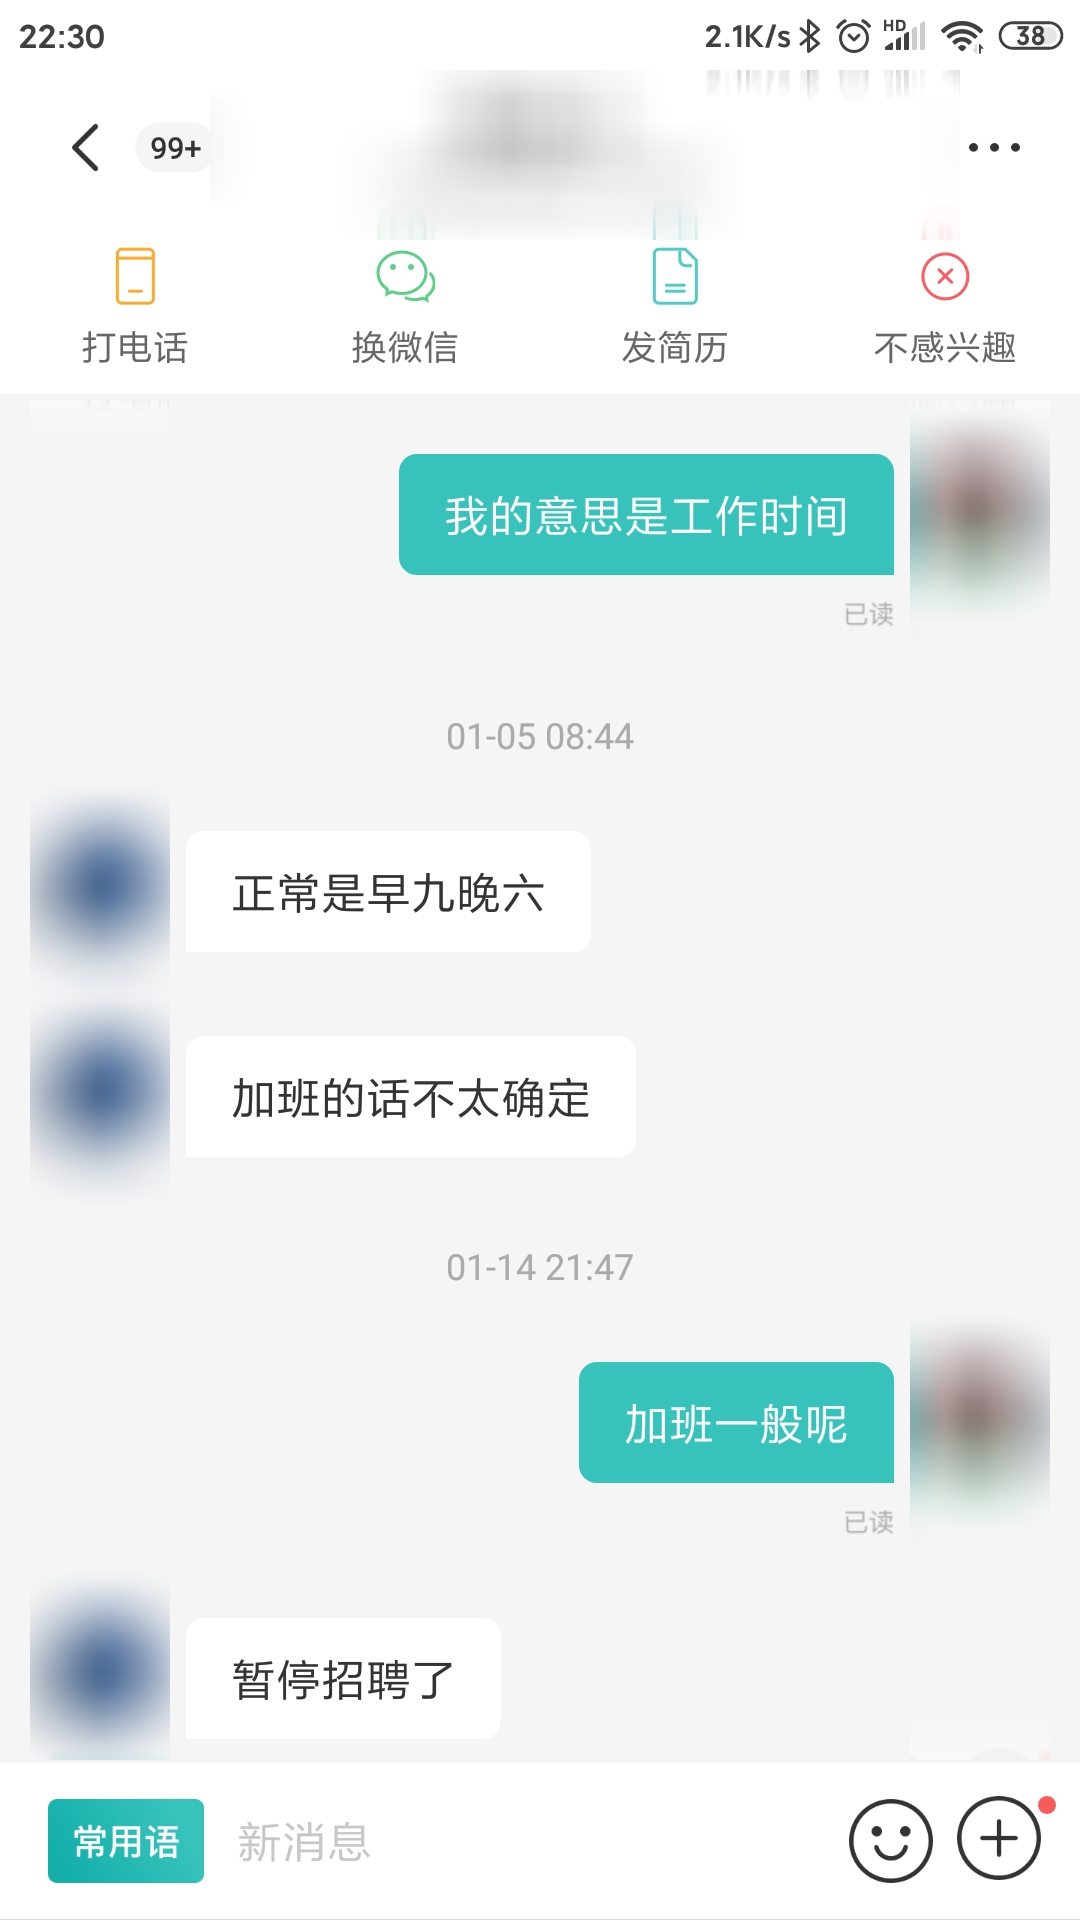 22:30
2.1K/s HD 38
99+
打电话 换微信 发简历 不感兴趣
我的意思是工作时间
已读
01-05 08:44
正常是早九晚六
加班的话不太确定
01-14 21:47
加班一般呢
已读
暂停招聘了
常用语 新消息